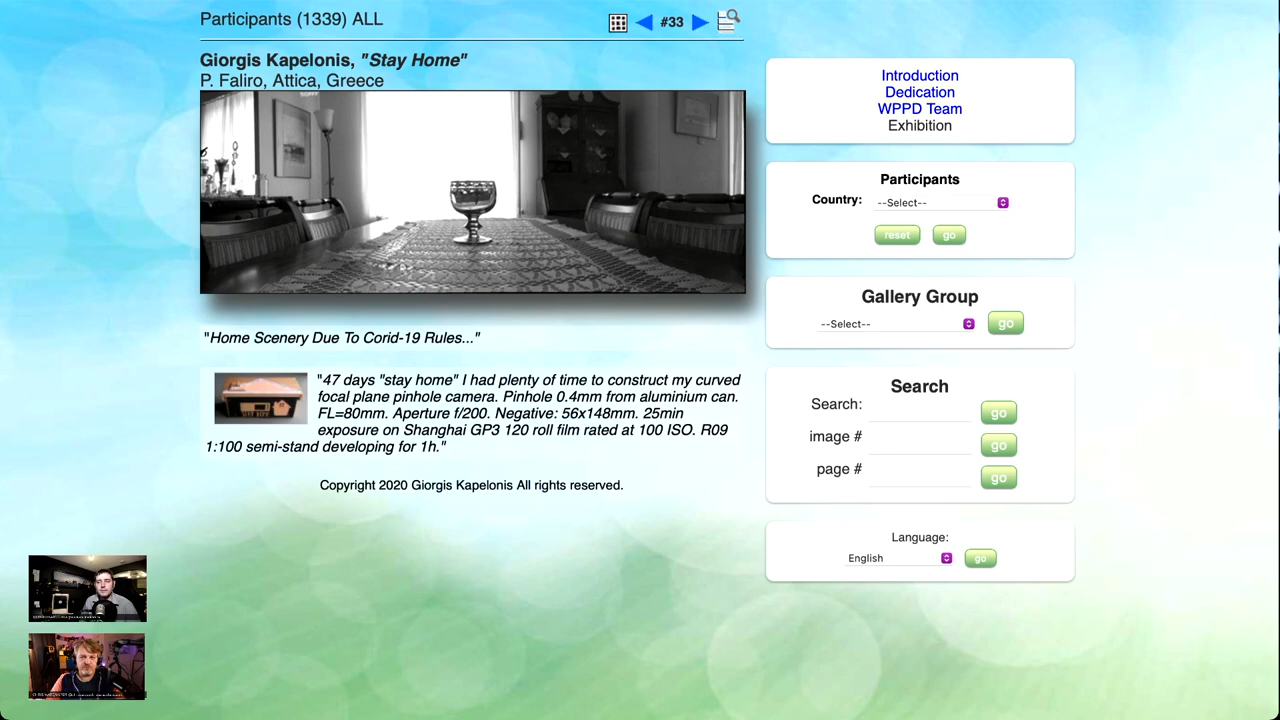 Participants (1339) ALL
#33
Giorgis Kapelonis, "Stay Home"
P. Faliro, Attica, Greece
"Home Scenery Due To Corid-19 Rules..."
"47 days "stay home" I had plenty of time to construct my curved
focal plane pinhole camera. Pinhole 0.4mm from aluminium can.
FL=80mm. Aperture f/200. Negative: 56x148mm. 25min
exposure on Shanghai GP3 120 roll film rated at 100 ISO. R09
1:100 semi-stand developing for 1h."
Copyright 2020 Giorgis Kapelonis All rights reserved.
Introduction
Dedication
WPPD Team
Exhibition
Participants
Country: --Select--
reset go
Gallery Group
--Select-- go
Search
Search: go
image # go
page # go
Language:
English go